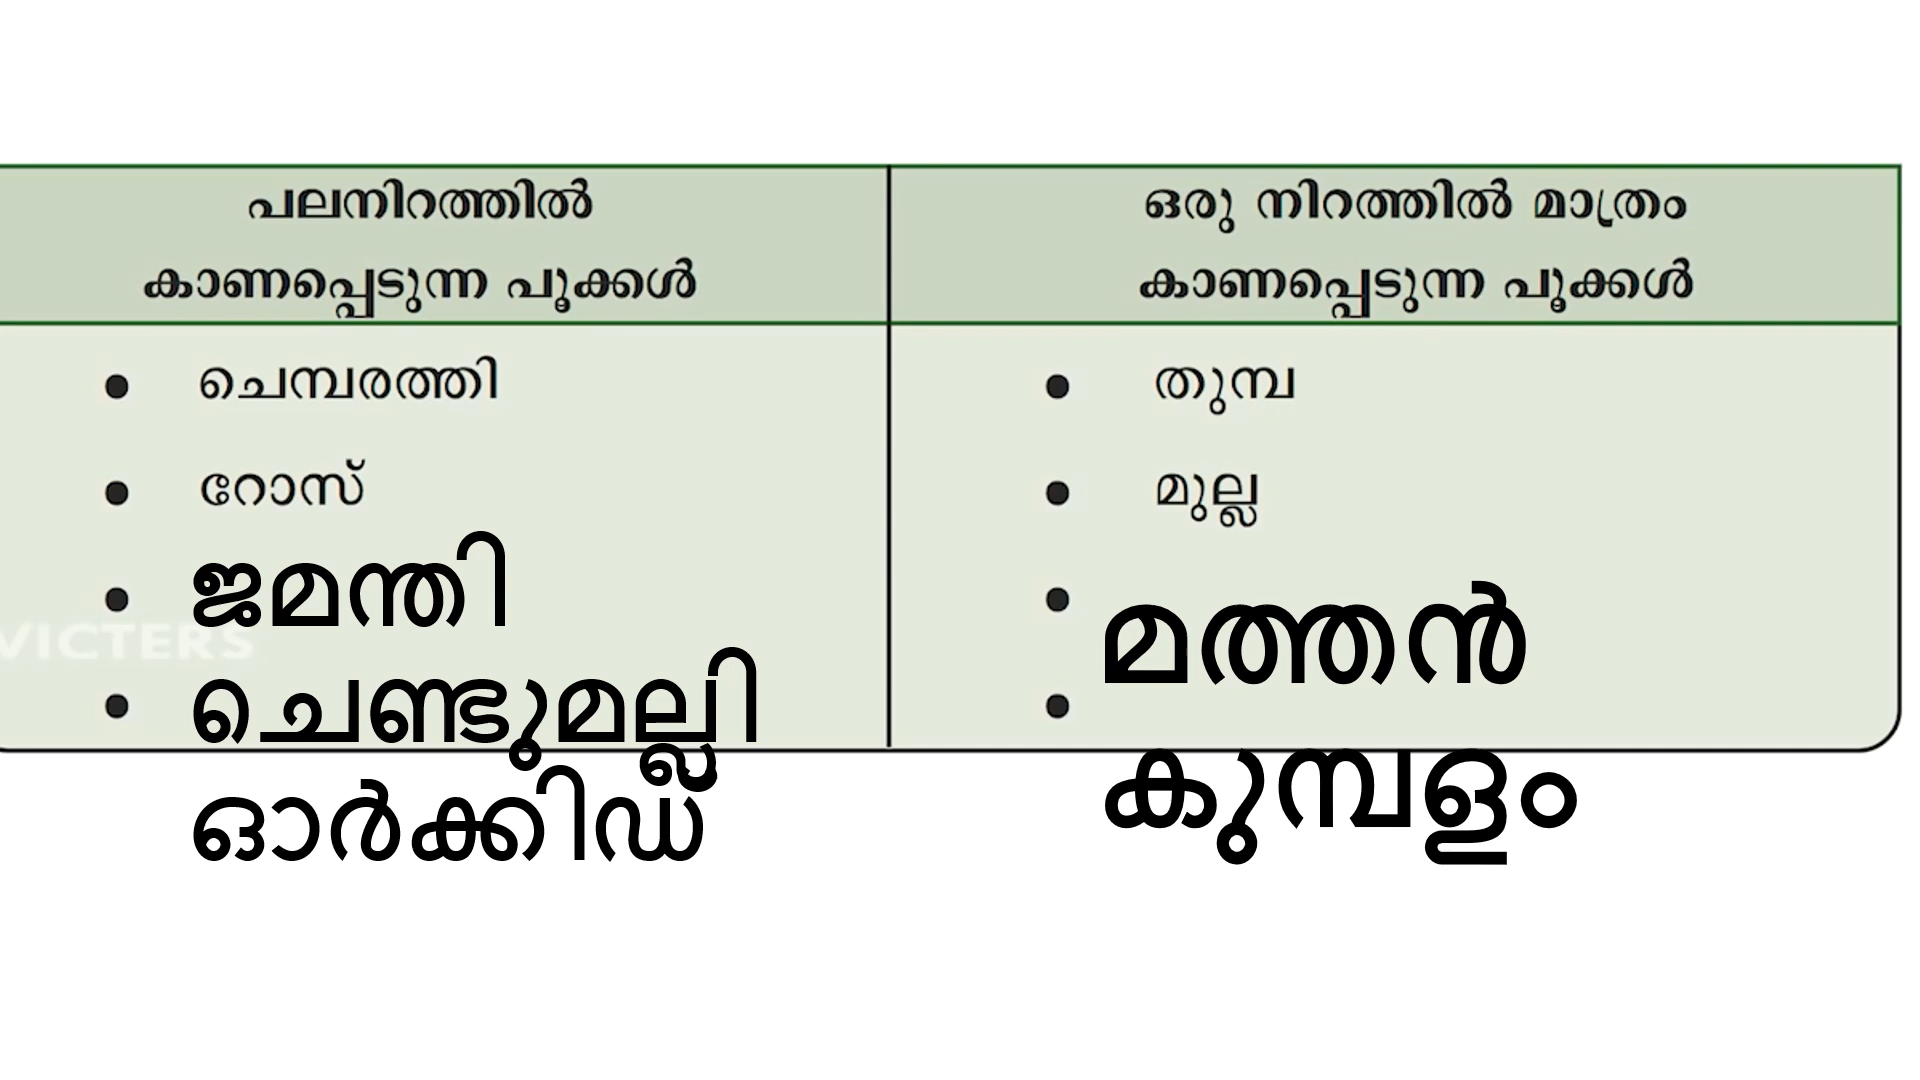 പലനിറത്തിൽ
കാണപ്പെടുന്ന പൂക്കൾ
ഒരു നിറത്തിൽ മാത്രം
കാണപ്പെടുന്ന പൂക്കൾ
• ചെമ്പരത്തി
• റോസ്
• ജമന്തി
• ചെണ്ടുമല്ലി
ഓർക്കിഡ്
• തുമ്പ
• മുല്ല
• മത്തൻ
• കുമ്പളം
VICTERS